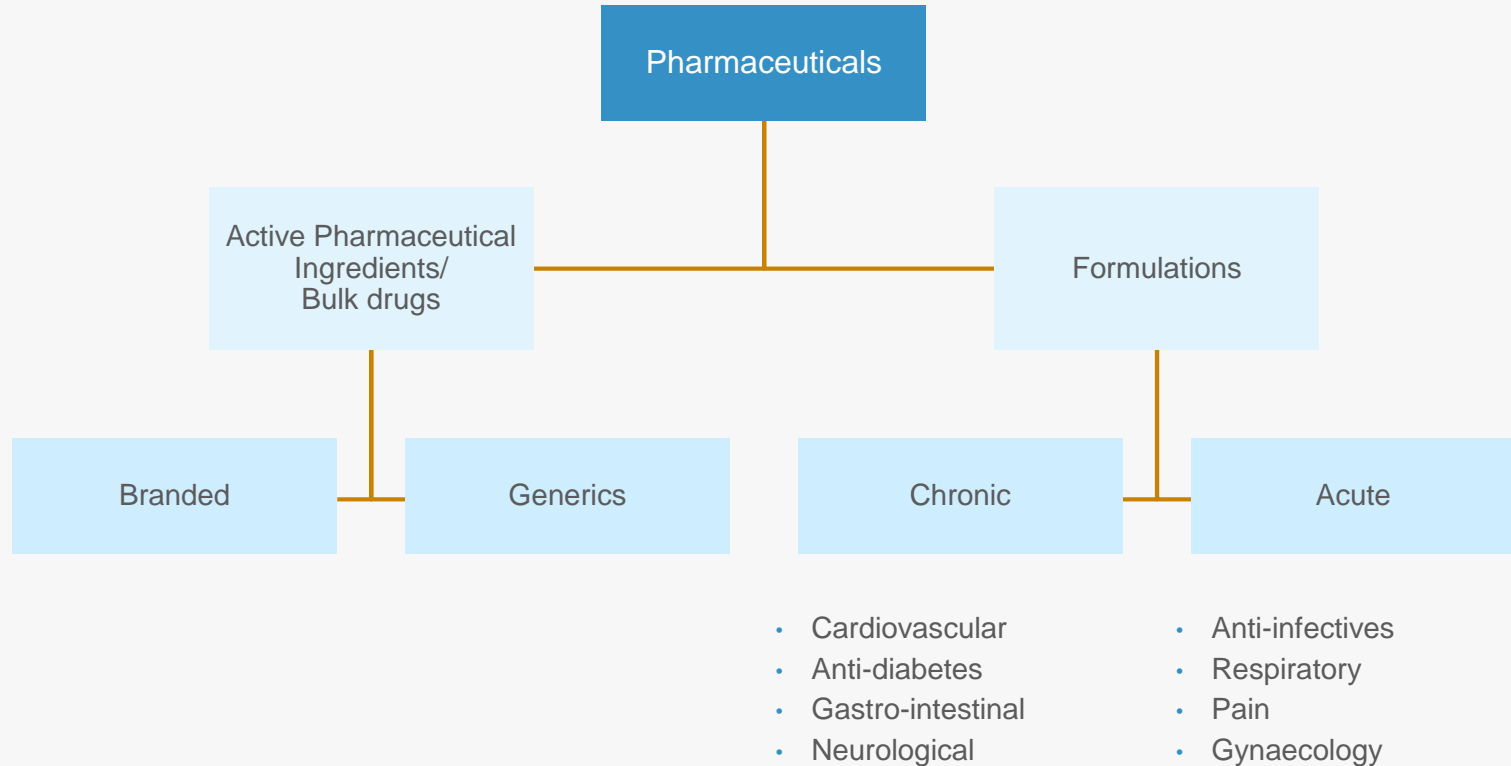 Pharmaceuticals
Active Pharmaceutical
Ingredients/
Bulk drugs
Formulations
Branded
Generics
Chronic
Acute
• Cardiovascular
• Anti-diabetes
• Gastro-intestinal
• Neurological
• Anti-infectives
• Respiratory
• Pain
• Gynaecology